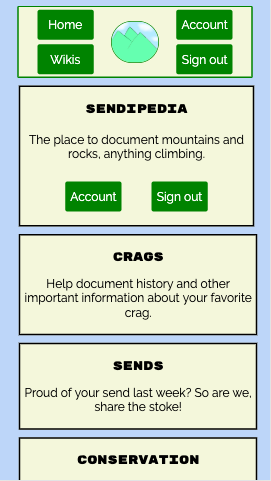 Home
Account
Wikis
Sign out
SENDIPEDIA
The place to document mountains and
rocks, anything climbing.
Account
Sign out
CRAGS
Help document history and other
important information about your favorite
crag.
SENDS
Proud of your send last week? So are we,
share the stoke!
CONSERVATION